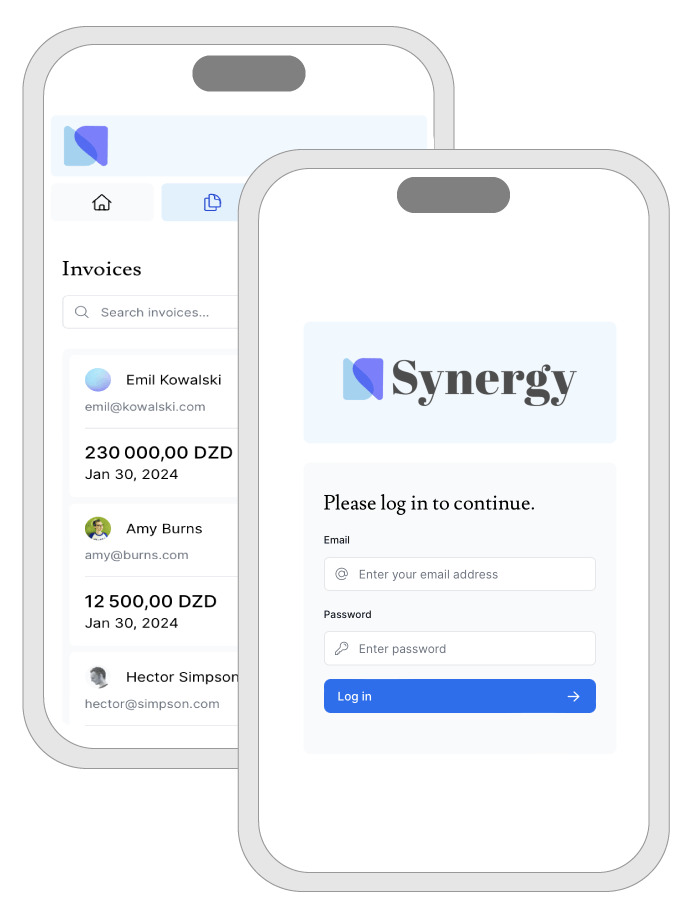 Invoices
Search invoices...
Emil Kowalski
emil@kowalski.com
230 000,00 DZD
Jan 30, 2024
Amy Burns
amy@burns.com
12 500,00 DZD
Jan 30, 2024
Hector Simpson
hector@simpson.com
Synergy
Please log in to continue.
Email
Enter your email address
Password
Enter password
Log in